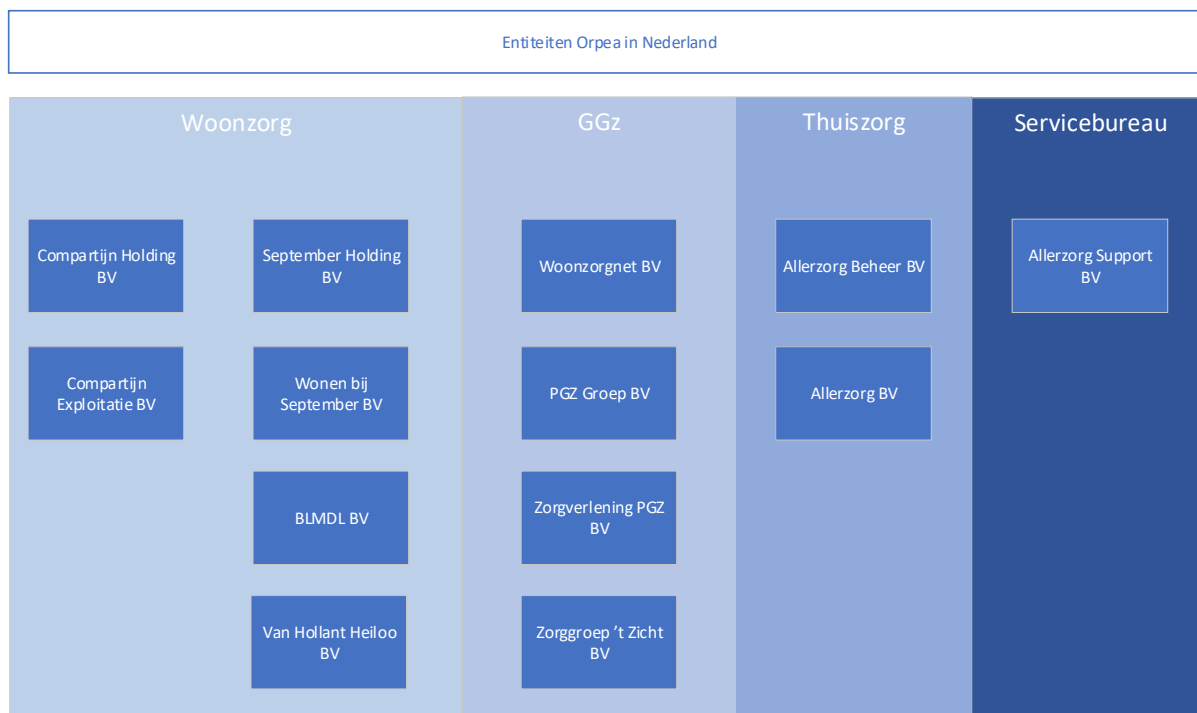 Entiteiten Orpea in Nederland
Woonzorg
GGz
Thuiszorg
Servicebureau
Compartijn Holding
BV
September Holding
BV
Woonzorgnet BV
Allerzorg Beheer BV
Allerzorg Support
BV
Compartijn
Exploitatie BV
Wonen bij
September BV
PGZ Groep BV
Allerzorg BV
BLMDL BV
Zorgverlening PGZ
BV
Van Hollant Heiloo
BV
Zorggroep ’t Zicht
BV